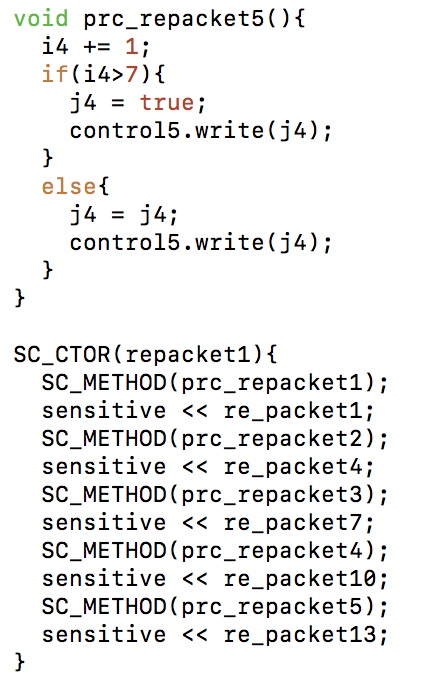 void prc_repacket5(){
  i4 += 1;
  if(i4>7){
    j4 = true;
    control5.write(j4);
  }
  else{
    j4 = j4;
    control5.write(j4);
  }
}

SC_CTOR(repacket1){
  SC_METHOD(prc_repacket1);
  sensitive << re_packet1;
  SC_METHOD(prc_repacket2);
  sensitive << re_packet4;
  SC_METHOD(prc_repacket3);
  sensitive << re_packet7;
  SC_METHOD(prc_repacket4);
  sensitive << re_packet10;
  SC_METHOD(prc_repacket5);
  sensitive << re_packet13;
}